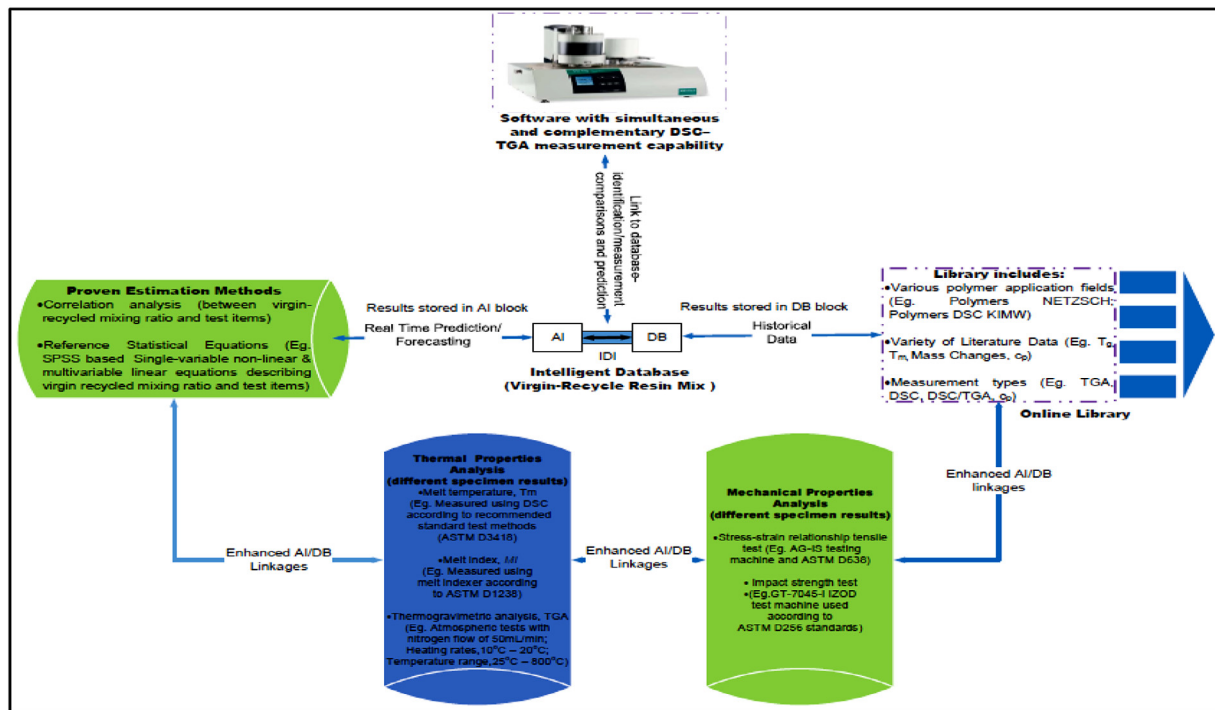 Software with simultaneous
and complementary DSC–
TGA measurement capability
Link to database-
identification/measurement
comparisons and prediction
Proven Estimation Methods
•Correlation analysis (between virgin-
recycled mixing ratio and test items)
•Reference Statistical Equations (Eg.
SPSS based Single-variable non-linear &
multivariable linear equations describing
virgin recycled mixing ratio and test items)
Results stored in AI block
Real Time Prediction/
Forecasting
AI
DB
IDI
Intelligent Database
(Virgin-Recycle Resin Mix )
Results stored in DB block
Historical
Data
Library includes:
•Various polymer application fields
(Eg. Polymers NETZSCH;
Polymers DSC KIMW)
•Variety of Literature Data (Eg. Tg,
Tm, Mass Changes, cp)
•Measurement types (Eg. TGA,
DSC, DSC/TGA, cp)
Online Library
Enhanced AI/DB
Linkages
Thermal Properties
Analysis
(different specimen results)
•Melt temperature, Tm
(Eg. Measured using DSC
according to recommended
standard test methods
(ASTM D3418)
•Melt index, MI
(Eg. Measured using
melt indexer according
to ASTM D1238)
•Thermogravimetric analysis, TGA
(Eg. Atmospheric tests with
nitrogen flow of 50mL/min;
Heating rates,10°C – 20°C;
Temperature range,25°C – 800°C)
Enhanced AI/DB
Linkages
Mechanical Properties
Analysis
(different specimen results)
•Stress-strain relationship tensile
test (Eg. AG-IS testing
machine and ASTM D638)
• Impact strength test
•(Eg.GT-7045-I IZOD
test machine used
according to
ASTM D256 standards)
Enhanced AI/DB
linkages